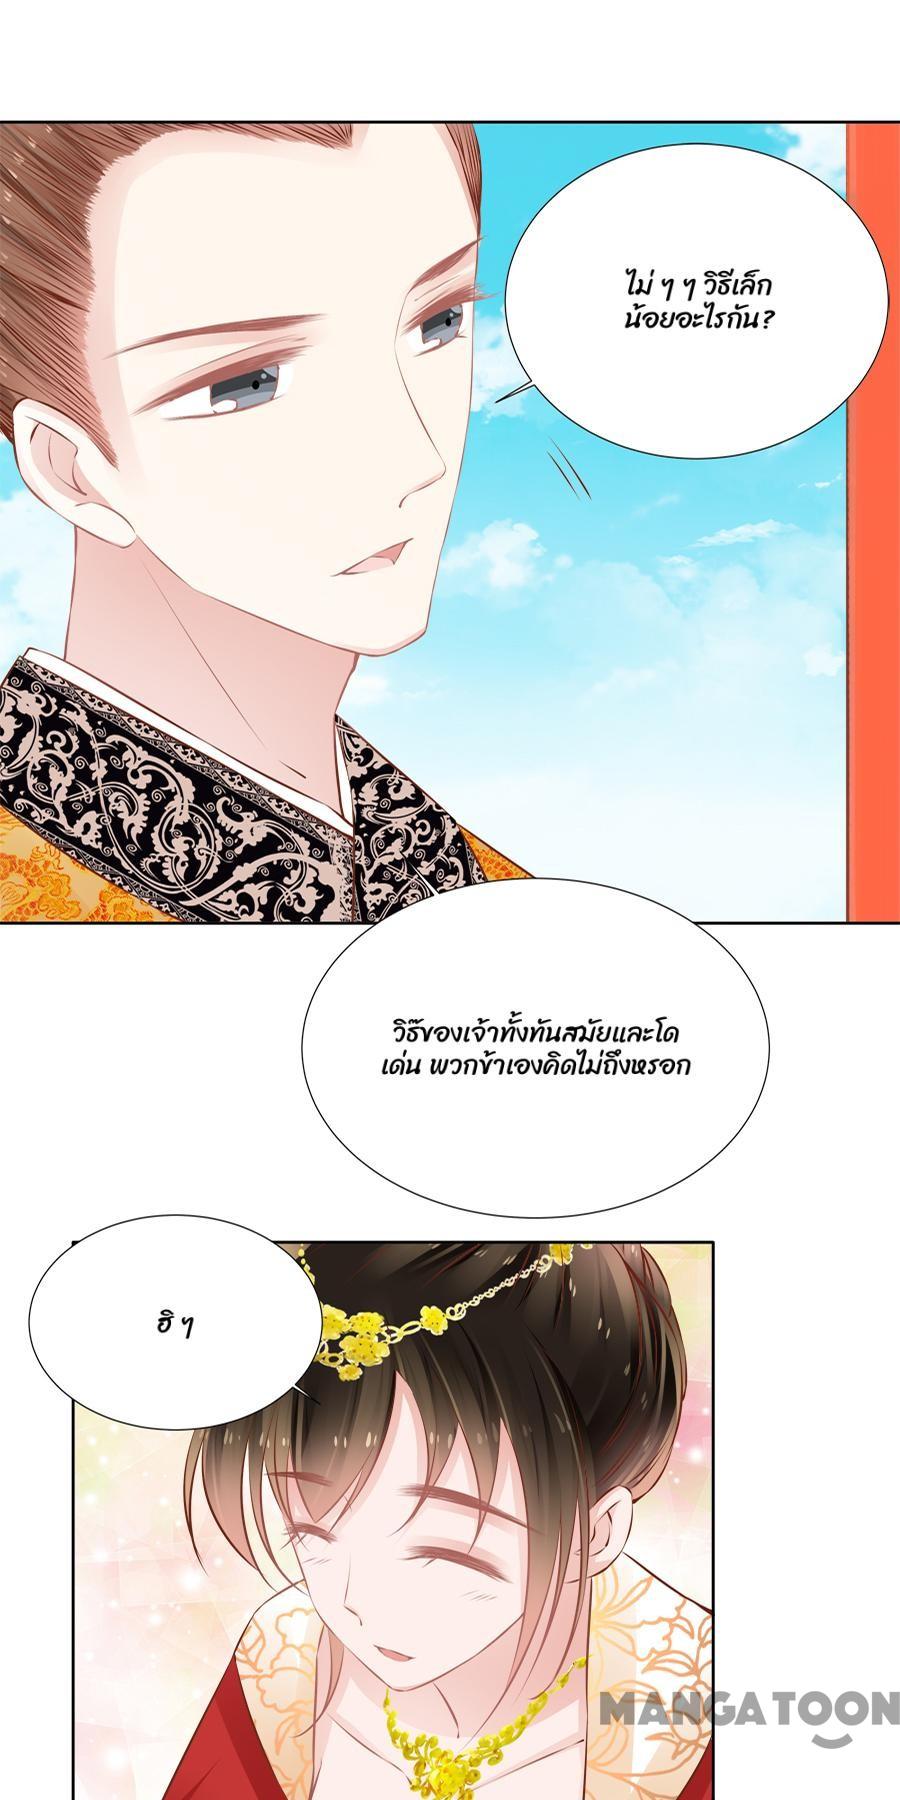 ไม่ ๆ ๆ วิธีเล็ก
น้อยอะไรกัน?
วิธีของเจ้าทั้งทันสมัยและโด
เด่น พวกข้าเองคิดไม่ถึงหรอก
ฮิ ๆ
MANGATOON